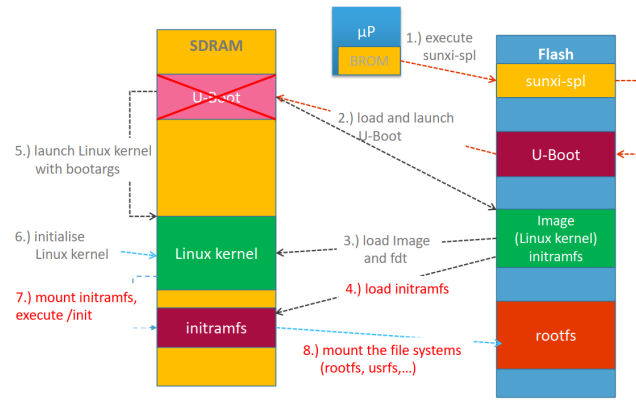 µP
BROM
1.) execute
sunxi-spl
SDRAM
Flash
U-Boot
sunxi-spl
2.) load and launch
U-Boot
5.) launch Linux kernel
with bootargs
U-Boot
6.) initialise
Linux kernel
Linux kernel
3.) load Image
and fdt
Image
(Linux kernel)
initramfs
7.) mount initramfs,
execute /init
4.) load initramfs
initramfs
8.) mount the file systems
(rootfs, usrfs,...)
rootfs